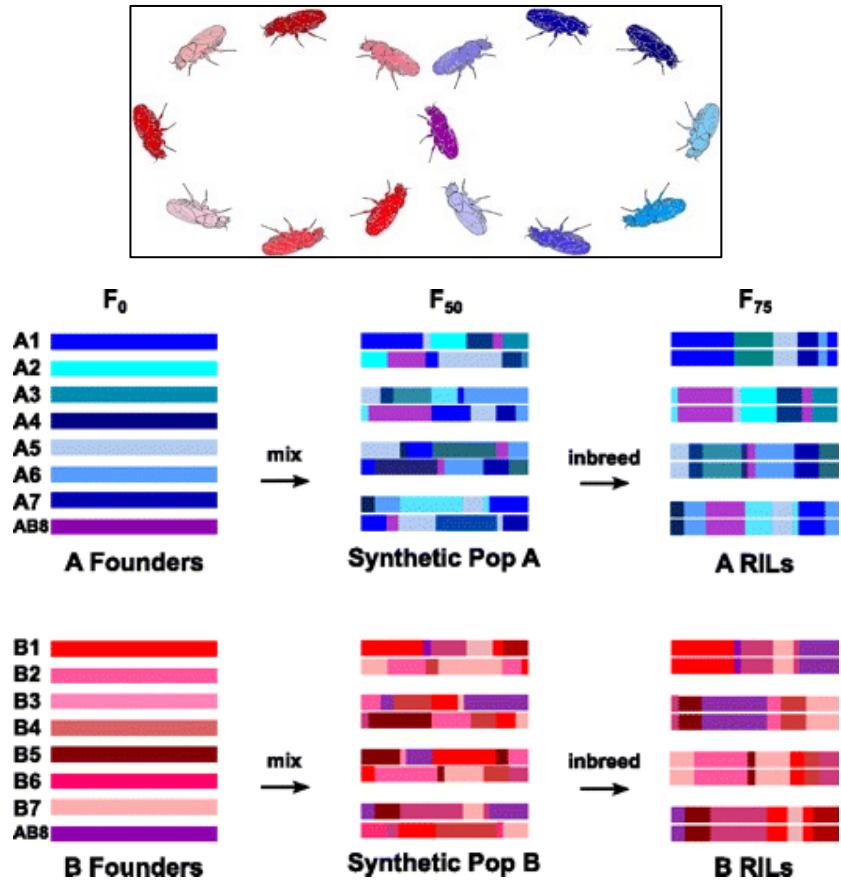 F0 F50 F75
A1
A2
A3
A4
A5
A6
A7
AB8
mix
inbreed
A Founders Synthetic Pop A A RILs
B1
B2
B3
B4
B5
B6
B7
AB8
mix
inbreed
B Founders Synthetic Pop B B RILs